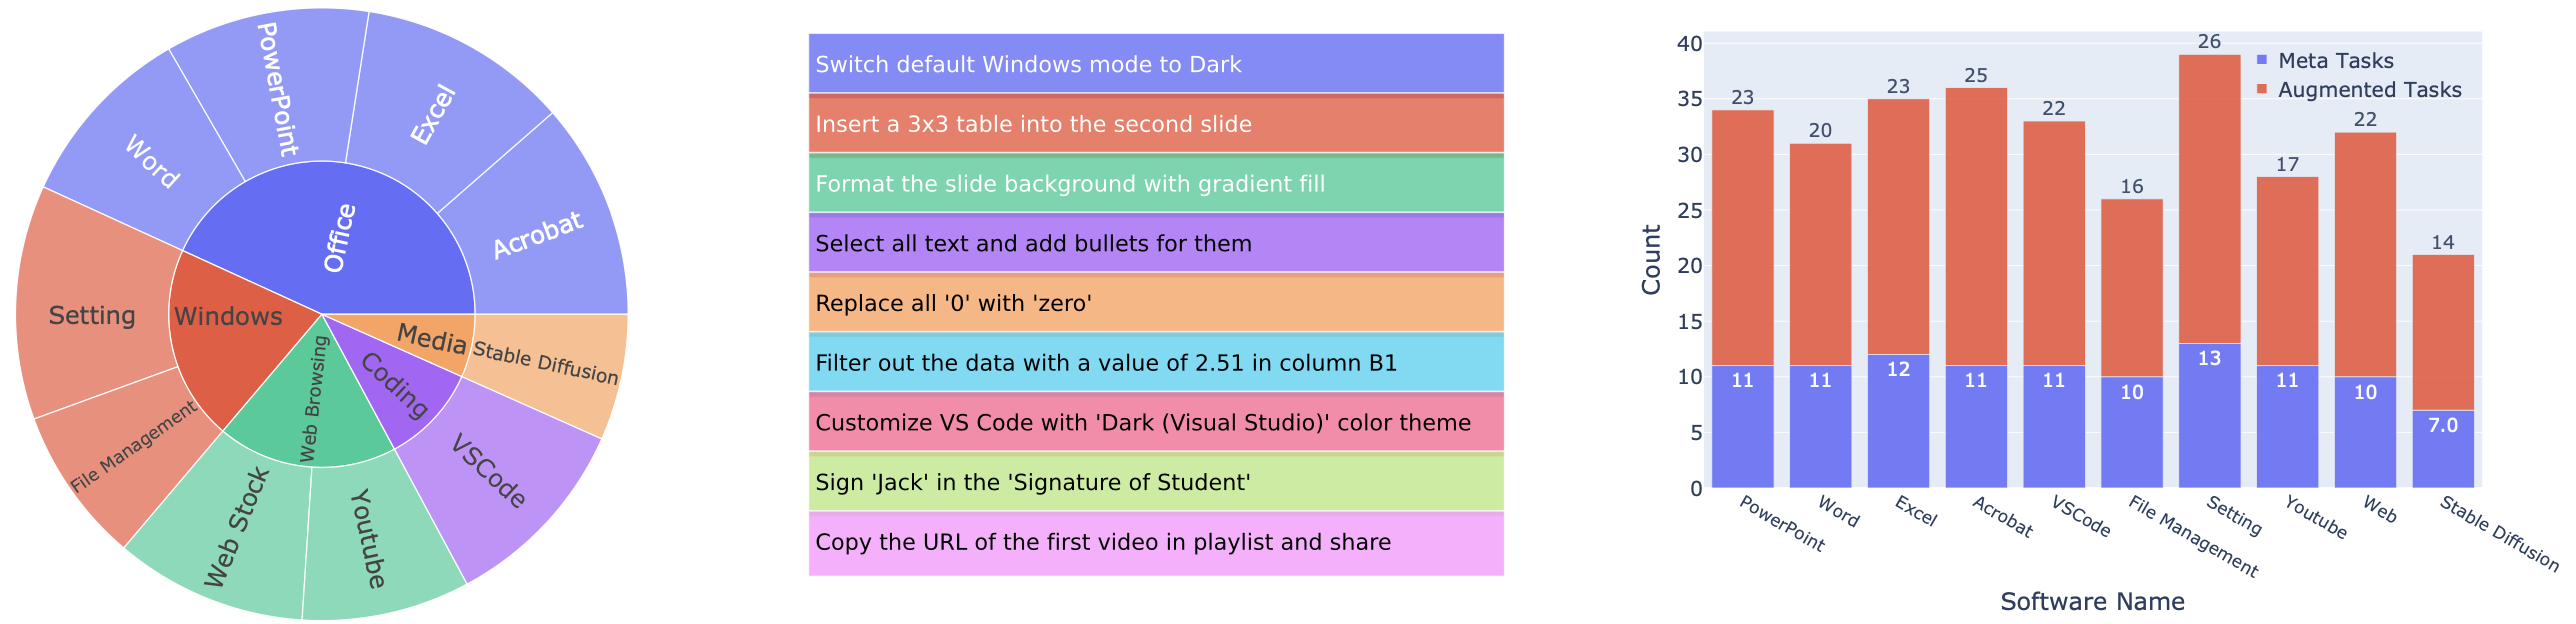 Office
Word
PowerPoint
Excel
Acrobat
Windows
Setting
File Management
Web Browsing
Web Stock
Youtube
Coding
VSCode
Media
Stable Diffusion
Switch default Windows mode to Dark
Insert a 3x3 table into the second slide
Format the slide background with gradient fill
Select all text and add bullets for them
Replace all '0' with 'zero'
Filter out the data with a value of 2.51 in column B1
Customize VS Code with 'Dark (Visual Studio)' color theme
Sign 'Jack' in the 'Signature of Student'
Copy the URL of the first video in playlist and share
Meta Tasks
Augmented Tasks
Count
40
35
30
25
20
15
10
5
0
23
20
23
25
22
16
26
17
22
14
11
11
12
11
11
10
13
11
10
7.0
PowerPoint
Word
Excel
Acrobat
VSCode
File Management
Setting
Youtube
Web
Stable Diffusion
Software Name